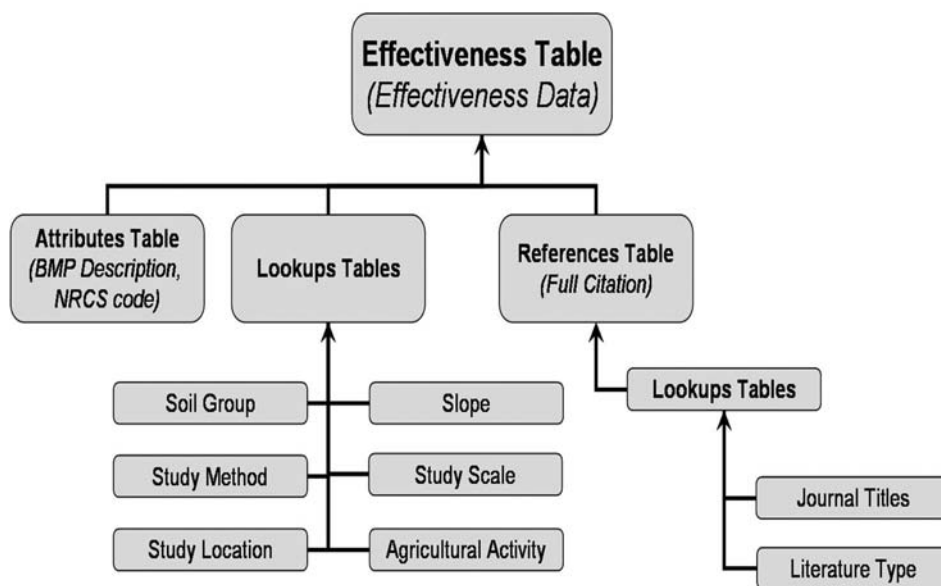 Effectiveness Table
(Effectiveness Data)
Attributes Table
(BMP Description,
NRCS code)
Lookups Tables
References Table
(Full Citation)
Soil Group
Slope
Study Method
Study Scale
Study Location
Agricultural Activity
Lookups Tables
Journal Titles
Literature Type